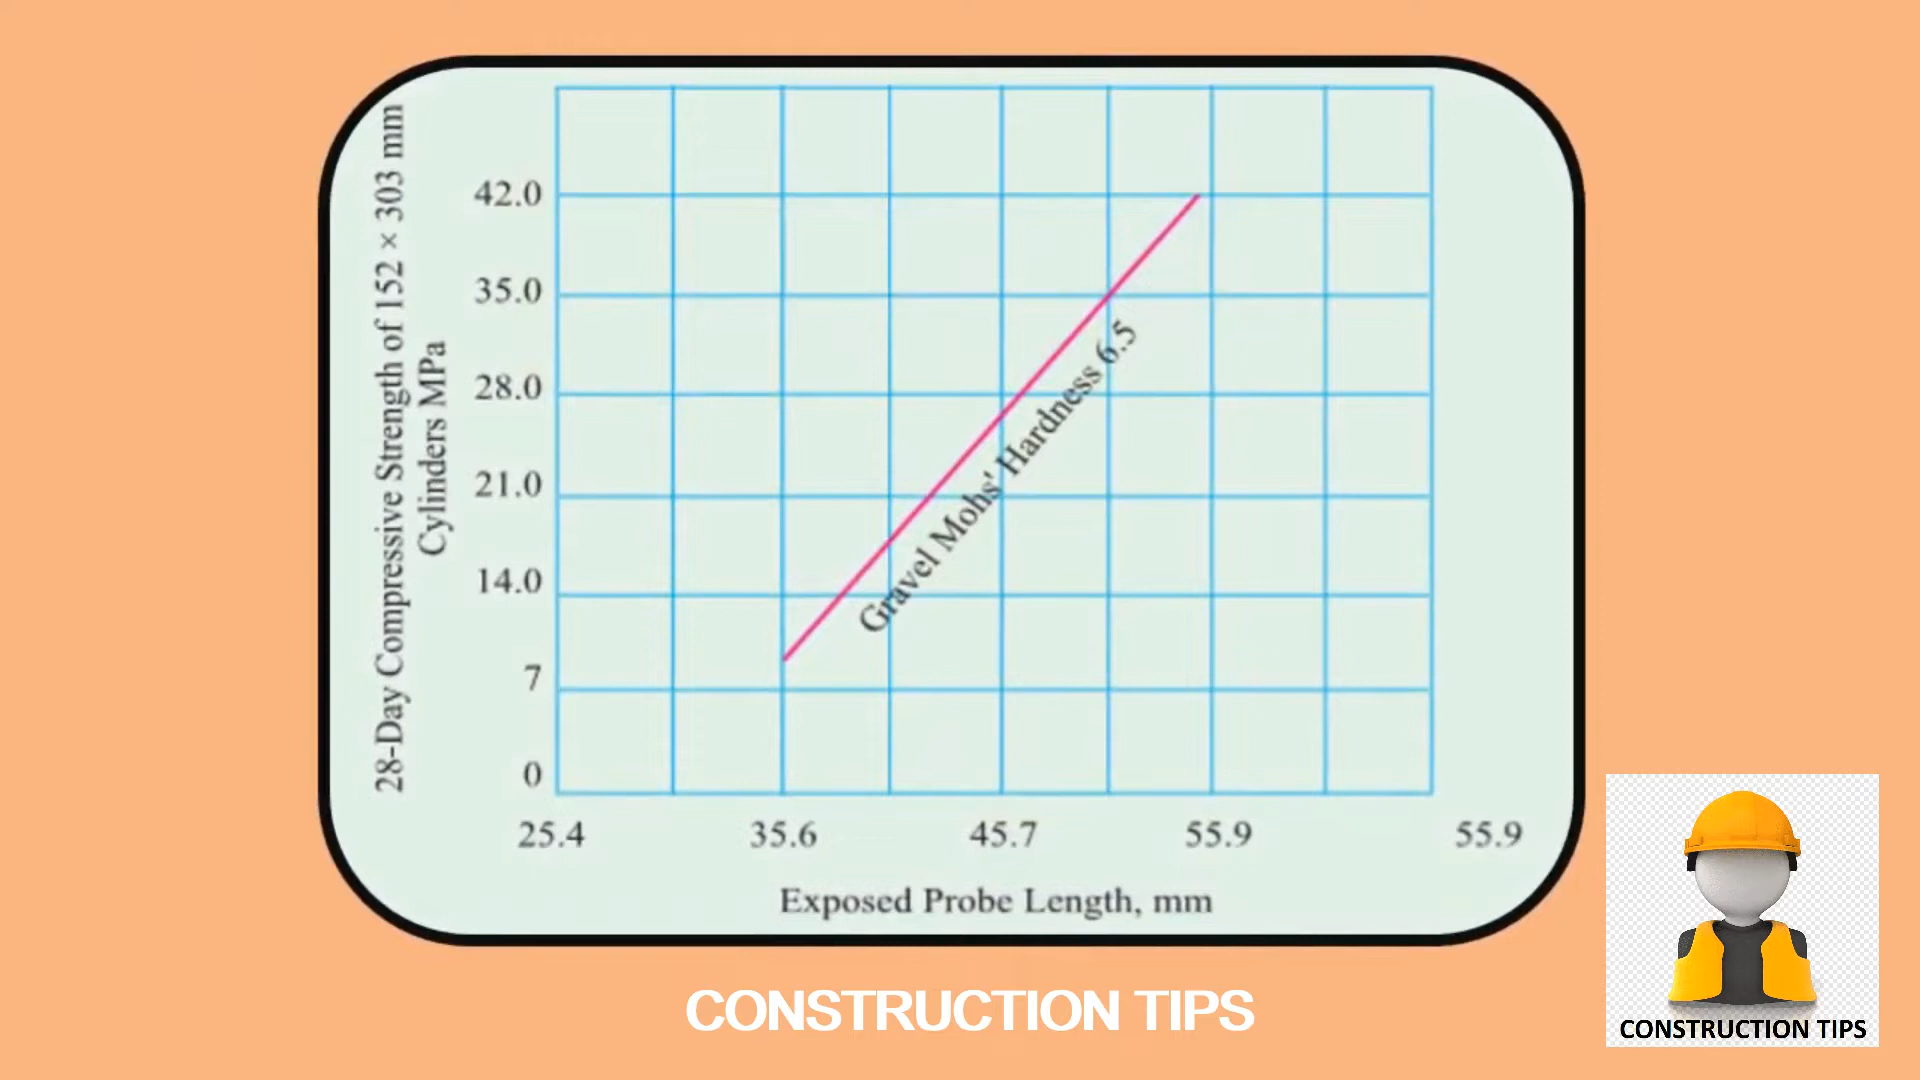 28-Day Compressive Strength of 152 × 303 mm
Cylinders MPa
42.0
35.0
28.0
21.0
14.0
7
0
Gravel Mohs' Hardness 6.5
25.4 35.6 45.7 55.9 55.9
Exposed Probe Length, mm
CONSTRUCTION TIPS
CONSTRUCTION TIPS